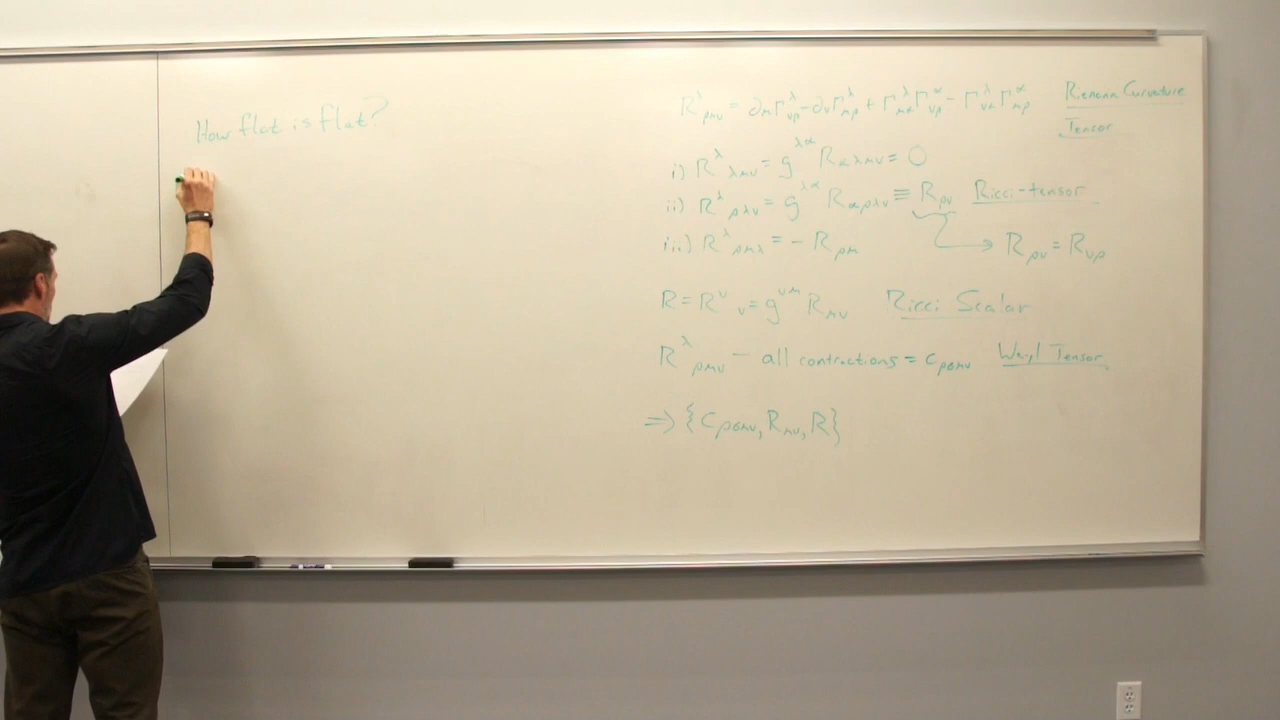 How flat is flat?
R^λ_ρμν = ∂_μ Γ^λ_νρ - ∂_ν Γ^λ_μρ + Γ^λ_μα Γ^α_νρ - Γ^λ_να Γ^α_μρ Riemann Curvature
Tensor
i) R^λ_λμν = g^λα R_αλμν = 0
ii) R^λ_ρλν = g^λα R_αρλν ≡ R_ρν Ricci-tensor
iii) R^λ_ρμλ = - R_ρμ → R_ρν = R_νρ
R = R^ν_ν = g^νμ R_μν Ricci Scalar
R^λ_ρμν - all contractions = C_ρσμν Weyl Tensor
⇒ {C_ρσμν, R_μν, R}